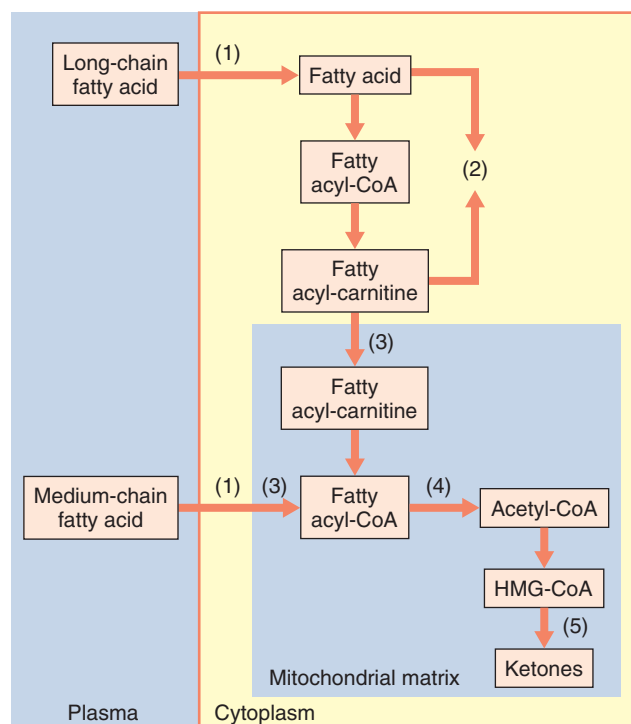 Long-chain
fatty acid
(1)
Fatty acid
Fatty
acyl-CoA
(2)
Fatty
acyl-carnitine
(3)
Fatty
acyl-carnitine
Medium-chain
fatty acid
(1)
(3)
Fatty
acyl-CoA
(4)
Acetyl-CoA
HMG-CoA
(5)
Ketones
Mitochondrial matrix
Plasma
Cytoplasm